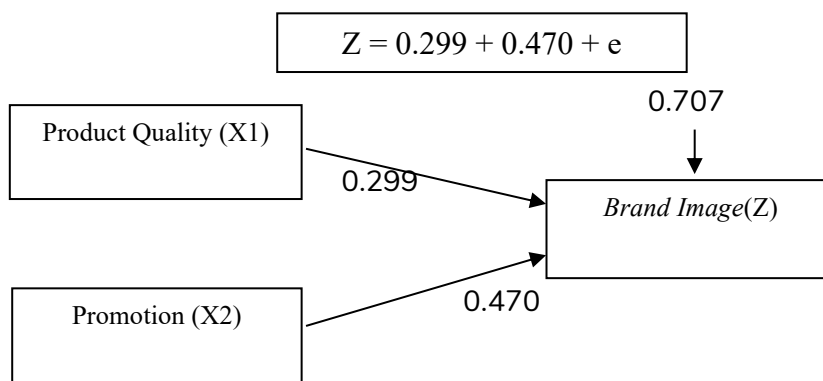 Z = 0.299 + 0.470 + e
0.707
Product Quality (X1)
0.299
Brand Image(Z)
0.470
Promotion (X2)